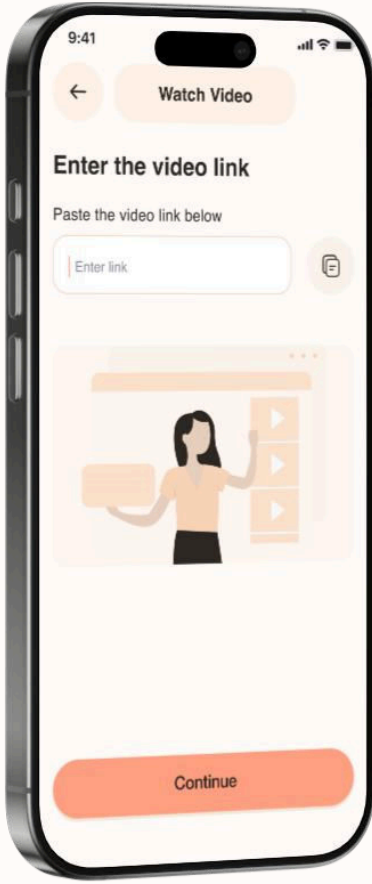 9:41
Watch Video
Enter the video link
Paste the video link below
Enter link
Continue